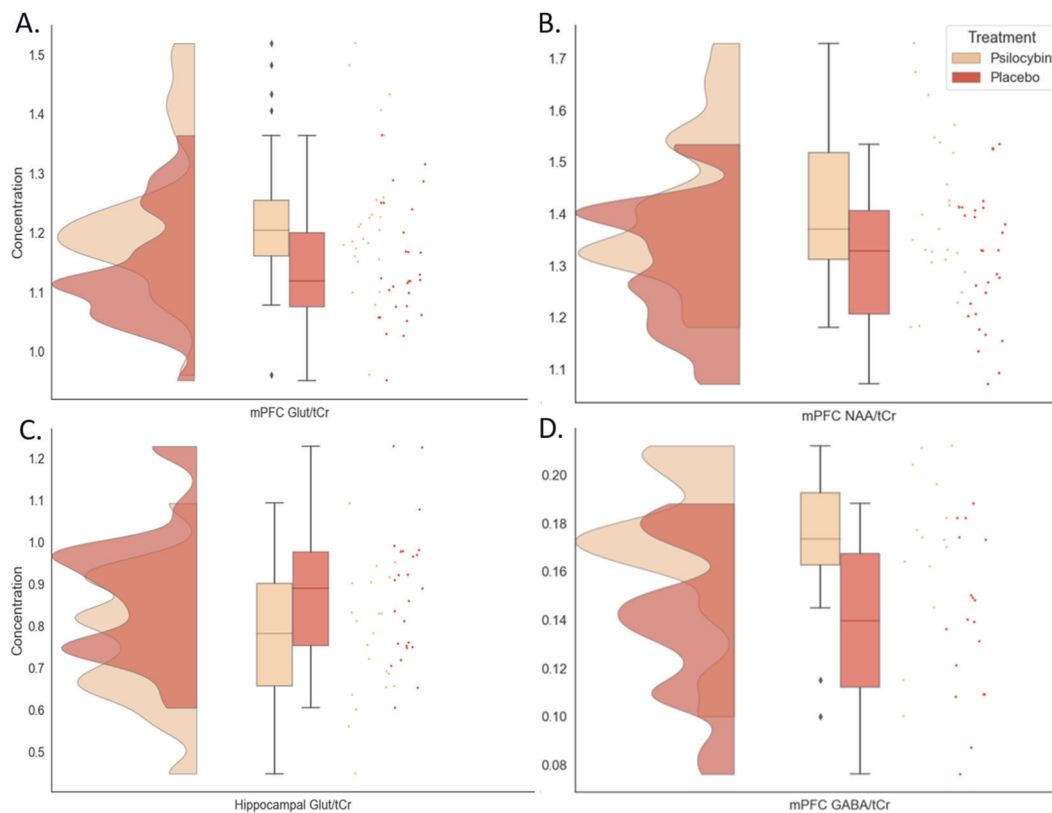 A.
1.5
1.4
1.3
1.2
1.1
1.0
Concentration
mPFC Glut/tCr
B.
Treatment
Psilocybin
Placebo
1.7
1.6
1.5
1.4
1.3
1.2
1.1
mPFC NAA/tCr
C.
1.2
1.1
1.0
0.9
0.8
0.7
0.6
0.5
Concentration
Hippocampal Glut/tCr
D.
0.20
0.18
0.16
0.14
0.12
0.10
0.08
mPFC GABA/tCr